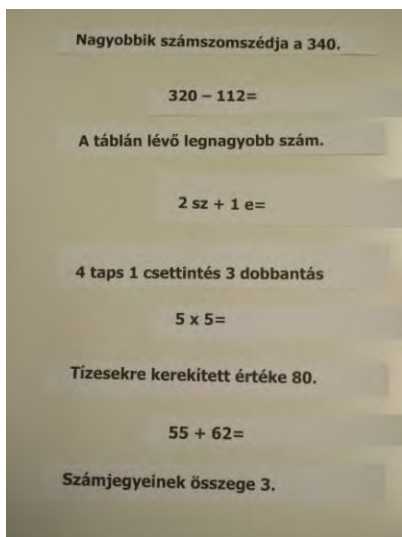 Nagyobbik számszomszédja a 340.
320 – 112=
A táblán lévő legnagyobb szám.
2 sz + 1 e=
4 taps 1 csettintés 3 dobbantás
5 x 5=
Tízesekre kerekített értéke 80.
55 + 62=
Számjegyeinek összege 3.